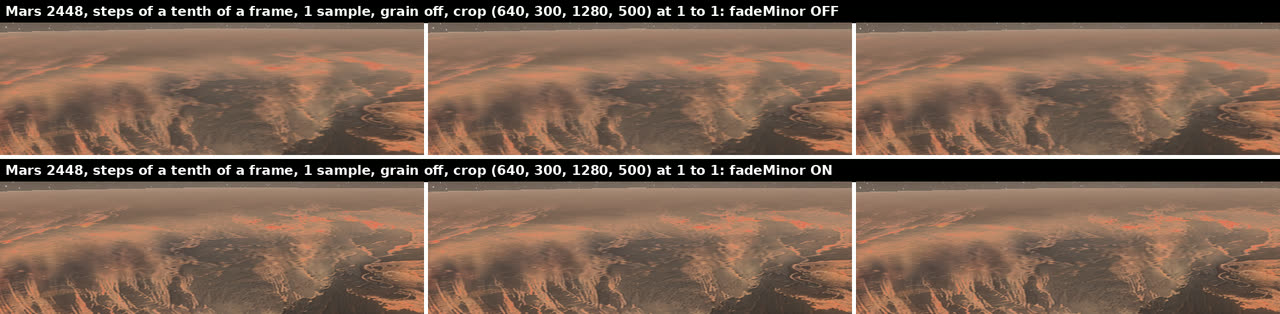 Mars 2448, steps of a tenth of a frame, 1 sample, grain off, crop (640, 300, 1280, 500) at 1 to 1: fadeMinor OFF
Mars 2448, steps of a tenth of a frame, 1 sample, grain off, crop (640, 300, 1280, 500) at 1 to 1: fadeMinor ON